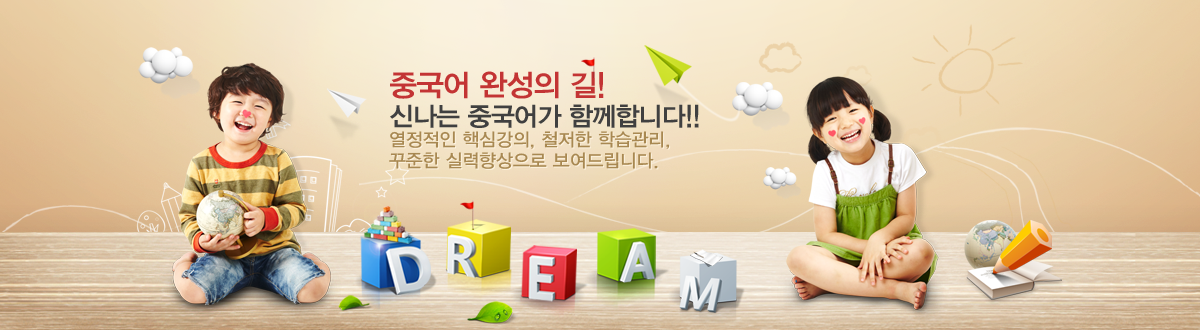 중국어 완성의 길!
신나는 중국어가 함께합니다!!
열정적인 핵심강의, 철저한 학습관리,
꾸준한 실력향상으로 보여드립니다.
DREAM